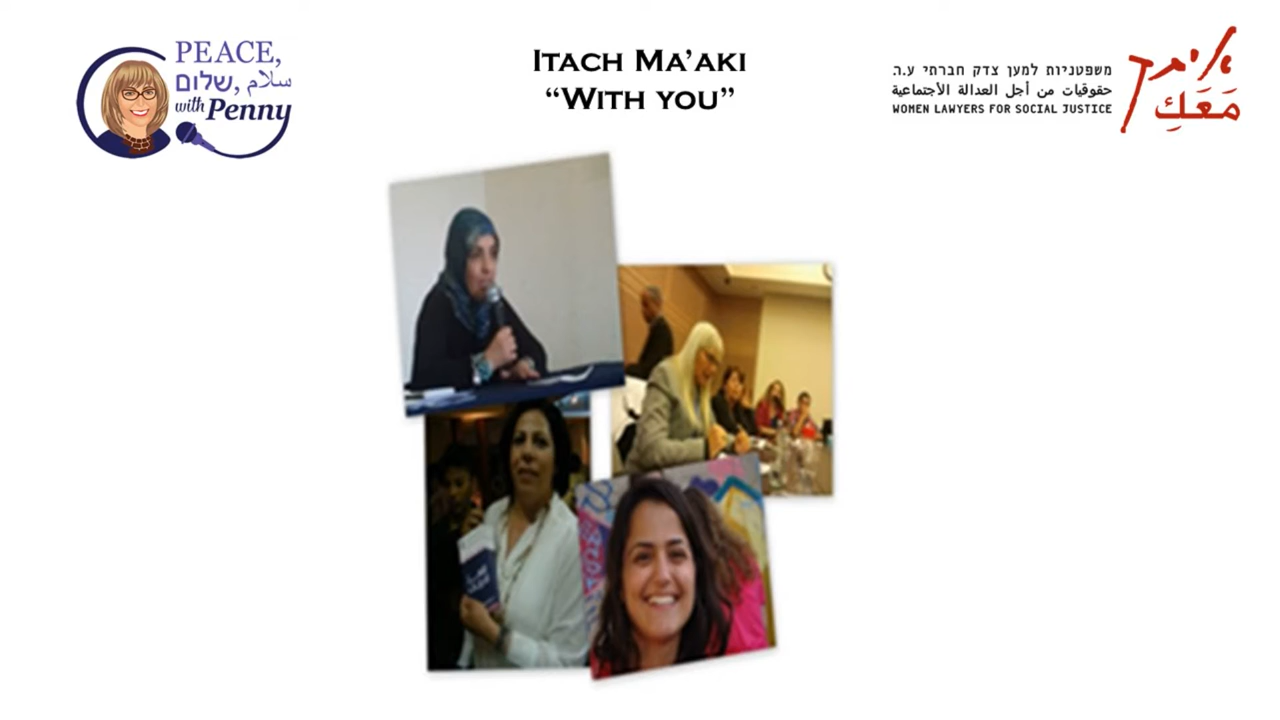 PEACE,
שלום, سلام
with Penny
ITACH MA’AKI
“WITH YOU”
משפטניות למען צדק חברתי ע.ר.
حقوقيات من أجل العدالة الاجتماعية
WOMEN LAWYERS FOR SOCIAL JUSTICE
איתך
مَعَكِ